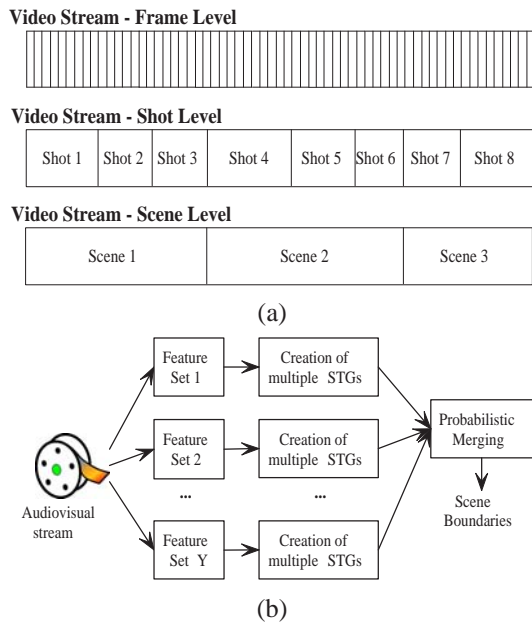 Video Stream - Frame Level
Video Stream - Shot Level
Shot 1 Shot 2 Shot 3 Shot 4 Shot 5 Shot 6 Shot 7 Shot 8
Video Stream - Scene Level
Scene 1 Scene 2 Scene 3
(a)
Feature
Set 1
Creation of
multiple STGs
Feature
Set 2
Creation of
multiple STGs
Probabilistic
Merging
...
...
Audiovisual
stream
Scene
Boundaries
Feature
Set Y
Creation of
multiple STGs
(b)